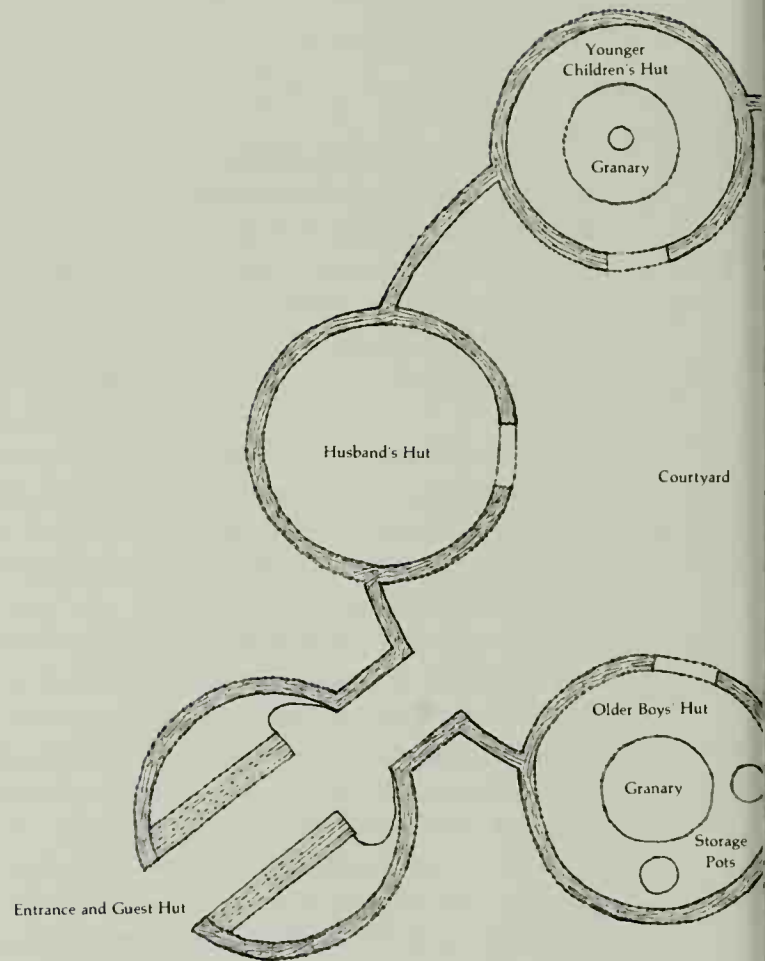 Younger
Children's Hut
Granary
Husband's Hut
Courtyard
Older Boys' Hut
Granary
Storage
Pots
Entrance and Guest Hut